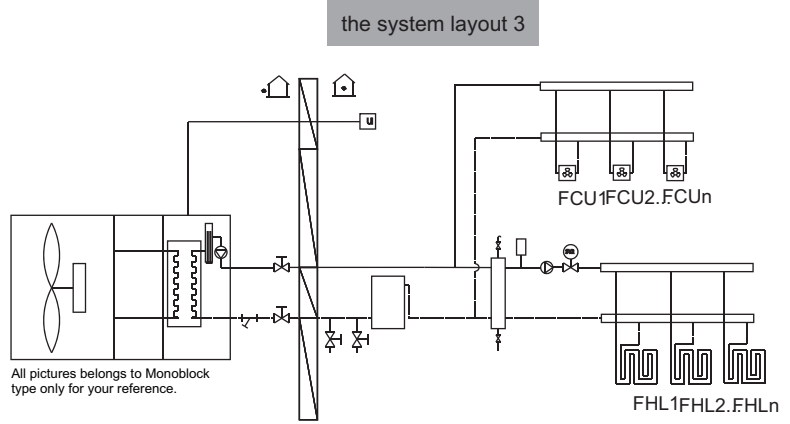 the system layout 3
u
FCU1FCU2..FCUn
All pictures belongs to Monoblock
type only for your reference.
FHL1FHL2..FHLn